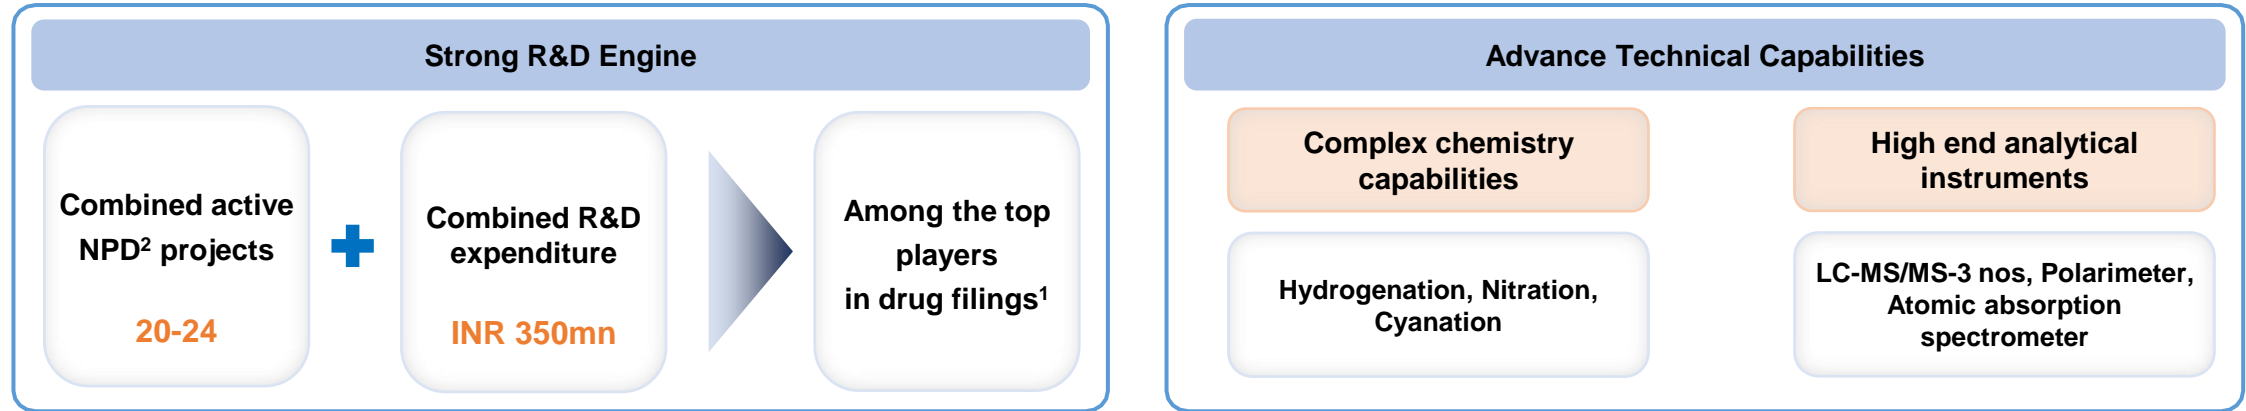 Strong R&D Engine
Combined active
NPD² projects
20-24
Combined R&D
expenditure
INR 350mn
Among the top
players
in drug filings¹
Advance Technical Capabilities
Complex chemistry
capabilities
Hydrogenation, Nitration,
Cyanation
High end analytical
instruments
LC-MS/MS-3 nos, Polarimeter,
Atomic absorption
spectrometer